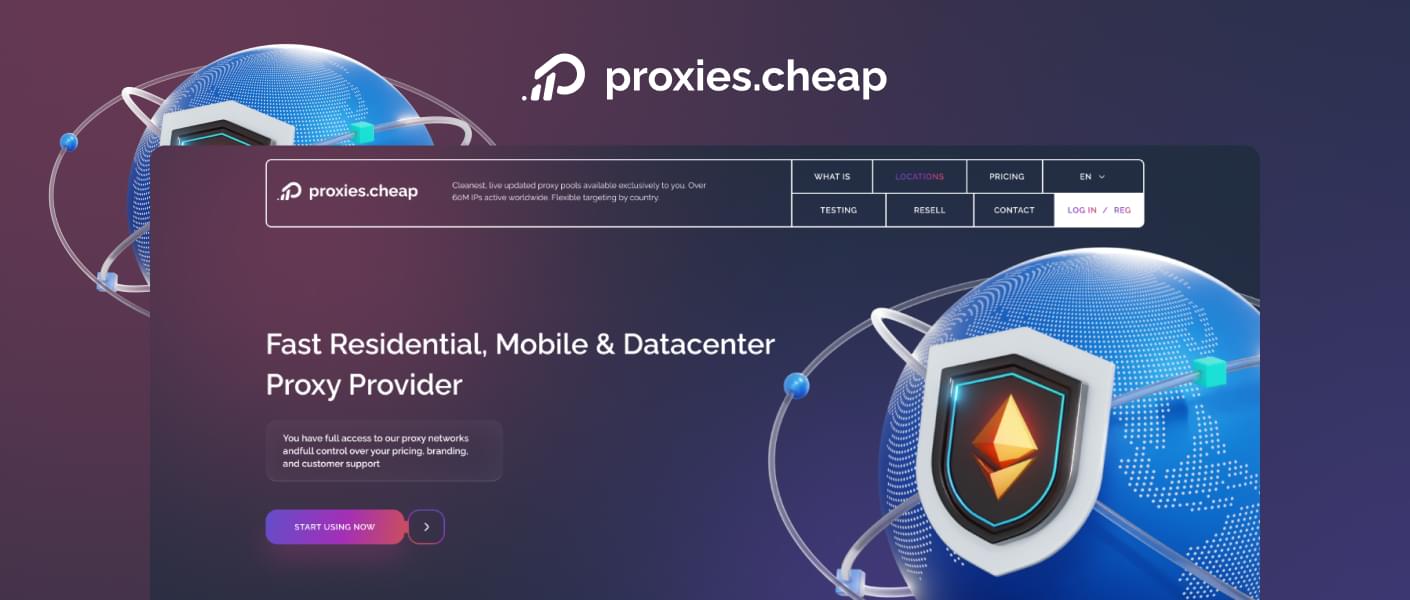 proxies.cheap
proxies.cheap
Cleanest, live updated proxy pools available exclusively to you. Over
60M IPs active worldwide. Flexible targeting by country.
WHAT IS
LOCATIONS
PRICING
EN
TESTING
RESELL
CONTACT
LOG IN / REG
Fast Residential, Mobile & Datacenter
Proxy Provider
You have full access to our proxy networks
andfull control over your pricing, branding,
and customer support
START USING NOW